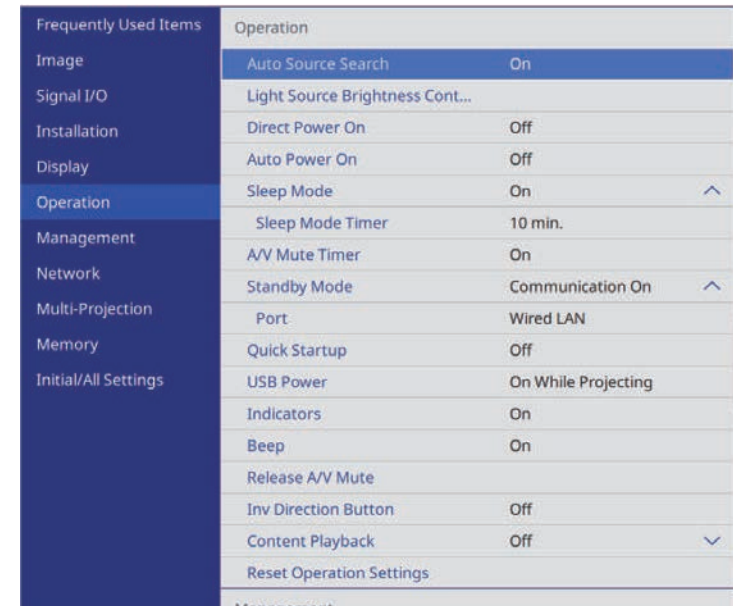 Frequently Used Items
Image
Signal I/O
Installation
Display
Operation
Management
Network
Multi-Projection
Memory
Initial/All Settings
Operation
Auto Source Search On
Light Source Brightness Cont...
Direct Power On Off
Auto Power On Off
Sleep Mode On
Sleep Mode Timer 10 min.
A/V Mute Timer On
Standby Mode Communication On
Port Wired LAN
Quick Startup Off
USB Power On While Projecting
Indicators On
Beep On
Release A/V Mute
Inv Direction Button Off
Content Playback Off
Reset Operation Settings